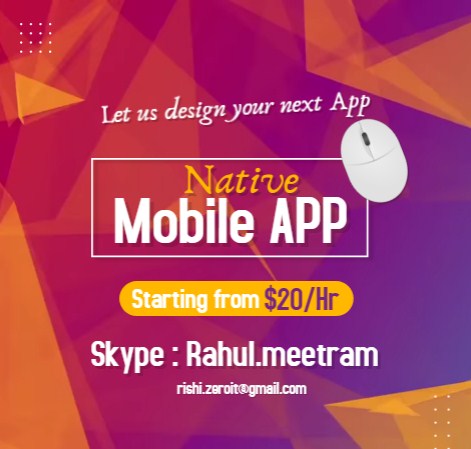 Let us design your next App
Native
Mobile APP
Starting from $20/Hr
Skype : Rahul.meetram
rishi.zeroit@gmail.com